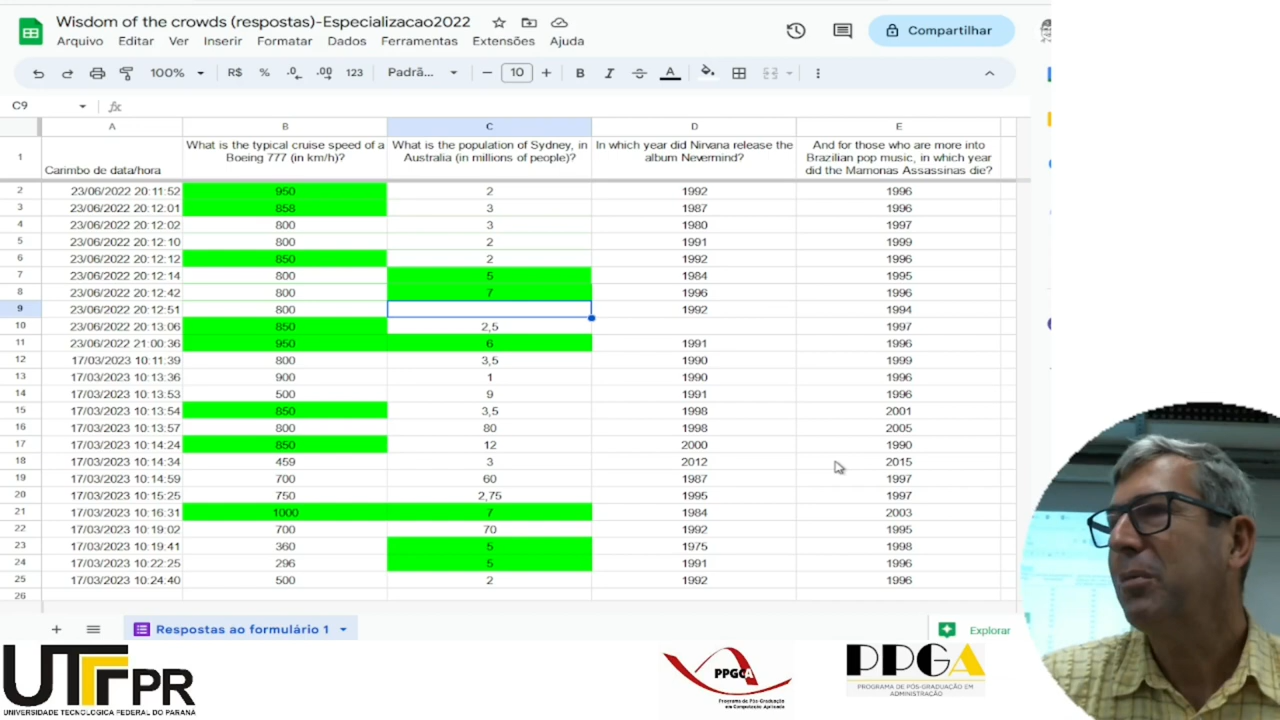 Wisdom of the crowds (respostas)-Especializacao2022
Arquivo Editar Ver Inserir Formatar Dados Ferramentas Extensões Ajuda
Compartilhar
100% R$ % .0 .00 123 Padrã... − 10 + B I A
C9 fx
A B C D E
1 Carimbo de data/hora What is the typical cruise speed of a Boeing 777 (in km/h)? What is the population of Sydney, in Australia (in millions of people)? In which year did Nirvana release the album Nevermind? And for those who are more into Brazilian pop music, in which year did the Mamonas Assassinas die?
2 23/06/2022 20:11:52 950 2 1992 1996
3 23/06/2022 20:12:01 858 3 1987 1996
4 23/06/2022 20:12:02 800 3 1980 1997
5 23/06/2022 20:12:10 800 2 1991 1999
6 23/06/2022 20:12:12 850 2 1992 1996
7 23/06/2022 20:12:14 800 5 1984 1995
8 23/06/2022 20:12:42 800 7 1996 1996
9 23/06/2022 20:12:51 800 1992 1994
10 23/06/2022 20:13:06 850 2,5 1997
11 23/06/2022 21:00:36 950 6 1991 1996
12 17/03/2023 10:11:39 800 3,5 1990 1999
13 17/03/2023 10:13:36 900 1 1990 1996
14 17/03/2023 10:13:53 500 9 1991 1996
15 17/03/2023 10:13:54 850 3,5 1998 2001
16 17/03/2023 10:13:57 800 80 1998 2005
17 17/03/2023 10:14:24 850 12 2000 1990
18 17/03/2023 10:14:34 459 3 2012 2015
19 17/03/2023 10:14:59 700 60 1987 1997
20 17/03/2023 10:15:25 750 2,75 1995 1997
21 17/03/2023 10:16:31 1000 7 1984 2003
22 17/03/2023 10:19:02 700 70 1992 1995
23 17/03/2023 10:19:41 360 5 1975 1998
24 17/03/2023 10:22:25 296 5 1991 1996
25 17/03/2023 10:24:40 500 2 1992 1996
26
Respostas ao formulário 1
Explorar
UTFPR
UNIVERSIDADE TECNOLÓGICA FEDERAL DO PARANÁ
PPGCA
Programa de Pós-Graduação
em Computação Aplicada
PPGA
PROGRAMA DE PÓS-GRADUAÇÃO EM
ADMINISTRAÇÃO